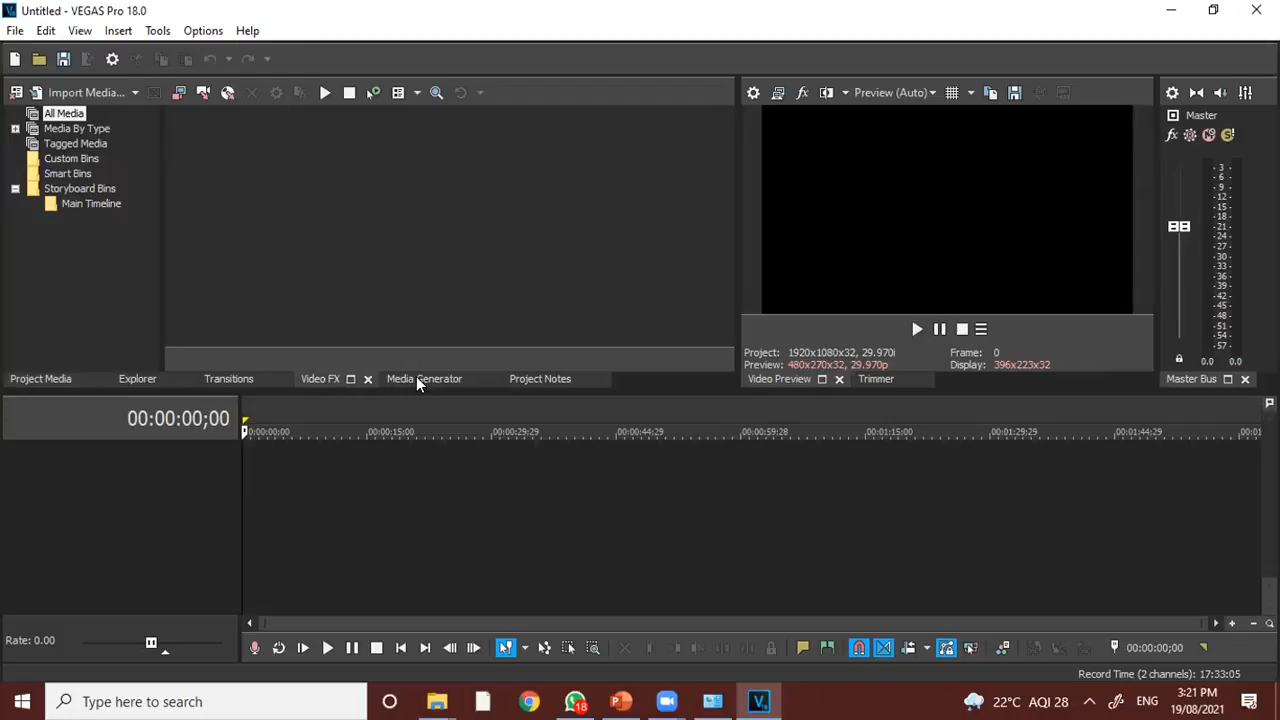 Untitled - VEGAS Pro 18.0
File Edit View Insert Tools Options Help
Import Media...
All Media
Media By Type
Tagged Media
Custom Bins
Smart Bins
Storyboard Bins
Main Timeline
Preview (Auto)
Master
-3-
-6-
-9-
-12-
-15-
-18-
-21-
-24-
-27-
-30-
-33-
-36-
-39-
-42-
-45-
-48-
-51-
-54-
-57-
0.0 0.0
Project: 1920x1080x32, 29.970i Frame: 0
Preview: 480x270x32, 29.970p Display: 396x223x32
Project Media Explorer Transitions Video FX Media Generator Project Notes Video Preview Trimmer Master Bus
00:00:00;00
0:00:00:00 00:00:15:00 00:00:29:29 00:00:44:29 00:00:59:28 00:01:15:00 00:01:29:29 00:01:44:29 00:01
Rate: 0.00
00:00:00;00
Record Time (2 channels): 17:33:05
Type here to search
18
22°C AQI 28
ENG
3:21 PM
19/08/2021